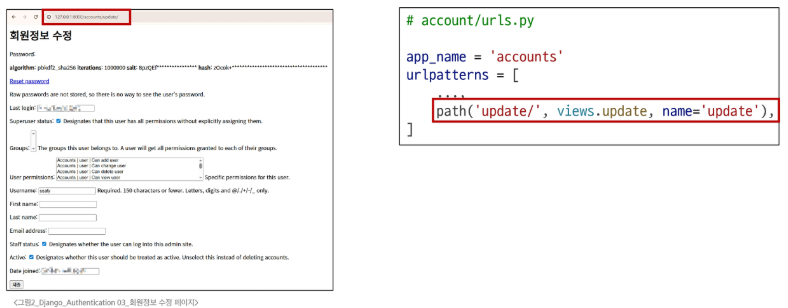 127.0.0.1:8000/accounts/update/
회원정보 수정
Password:
algorithm: pbkdf2_sha256 iterations: 1000000 salt: 8pzQEf**************** hash: zOcok+**************************************
Reset password
Raw passwords are not stored, so there is no way to see the user's password.
Last login:
Superuser status: Designates that this user has all permissions without explicitly assigning them.
Groups: The groups this user belongs to. A user will get all permissions granted to each of their groups.
Accounts | user | Can add user
Accounts | user | Can change user
Accounts | user | Can delete user
Accounts | user | Can view user
User permissions: Specific permissions for this user.
Username: Required. 150 characters or fewer. Letters, digits and @/./+/-/_ only.
First name:
Last name:
Email address:
Staff status: Designates whether the user can log into this admin site.
Active: Designates whether this user should be treated as active. Unselect this instead of deleting accounts.
Date joined:
제출
<그림2_Django_Authentication 03_회원정보 수정 페이지>
# account/urls.py
app_name = 'accounts'
urlpatterns = [
....,
path('update/', views.update, name='update'),
]